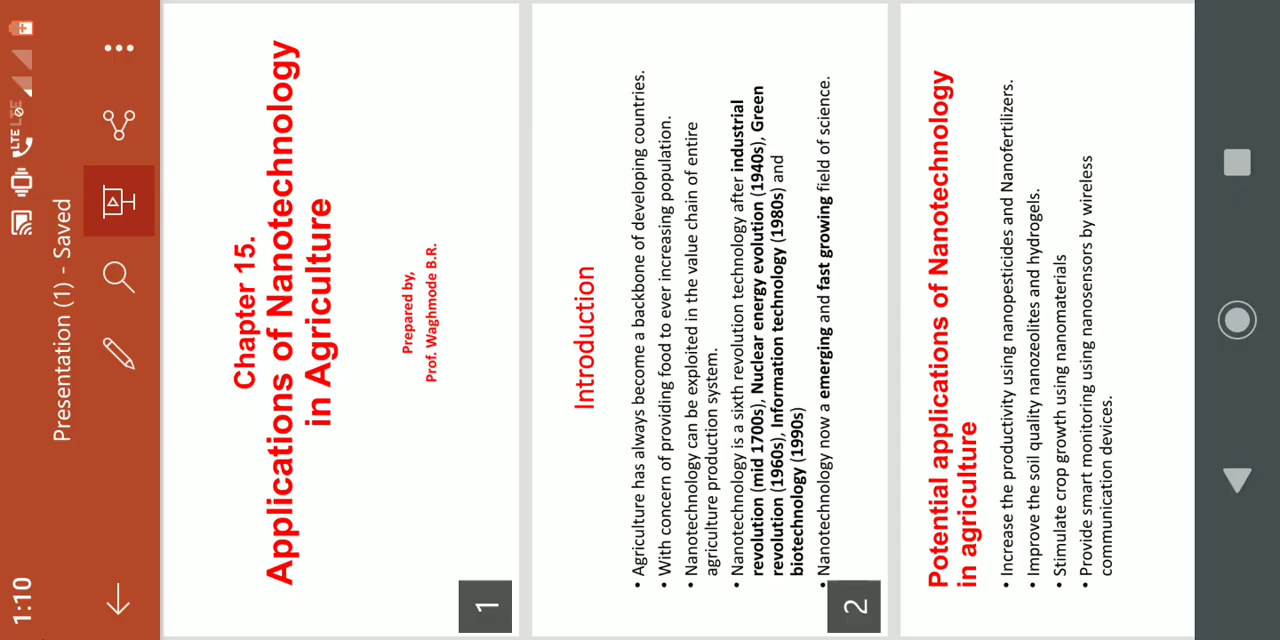 1:10
LTE LTE
Presentation (1) - Saved
Chapter 15.
Applications of Nanotechnology
in Agriculture
Prepared by,
Prof. Waghmode B.R.
1
Introduction
• Agriculture has always become a backbone of developing countries.
• With concern of providing food to ever increasing population.
• Nanotechnology can be exploited in the value chain of entire
agriculture production system.
• Nanotechnology is a sixth revolution technology after industrial
revolution (mid 1700s), Nuclear energy evolution (1940s), Green
revolution (1960s), Information technology (1980s) and
biotechnology (1990s)
• Nanotechnology now a emerging and fast growing field of science.
2
Potential applications of Nanotechnology
in agriculture
• Increase the productivity using nanopesticides and Nanofertilizers.
• Improve the soil quality nanozeolites and hydrogels.
• Stimulate crop growth using nanomaterials
• Provide smart monitoring using nanosensors by wireless
communication devices.